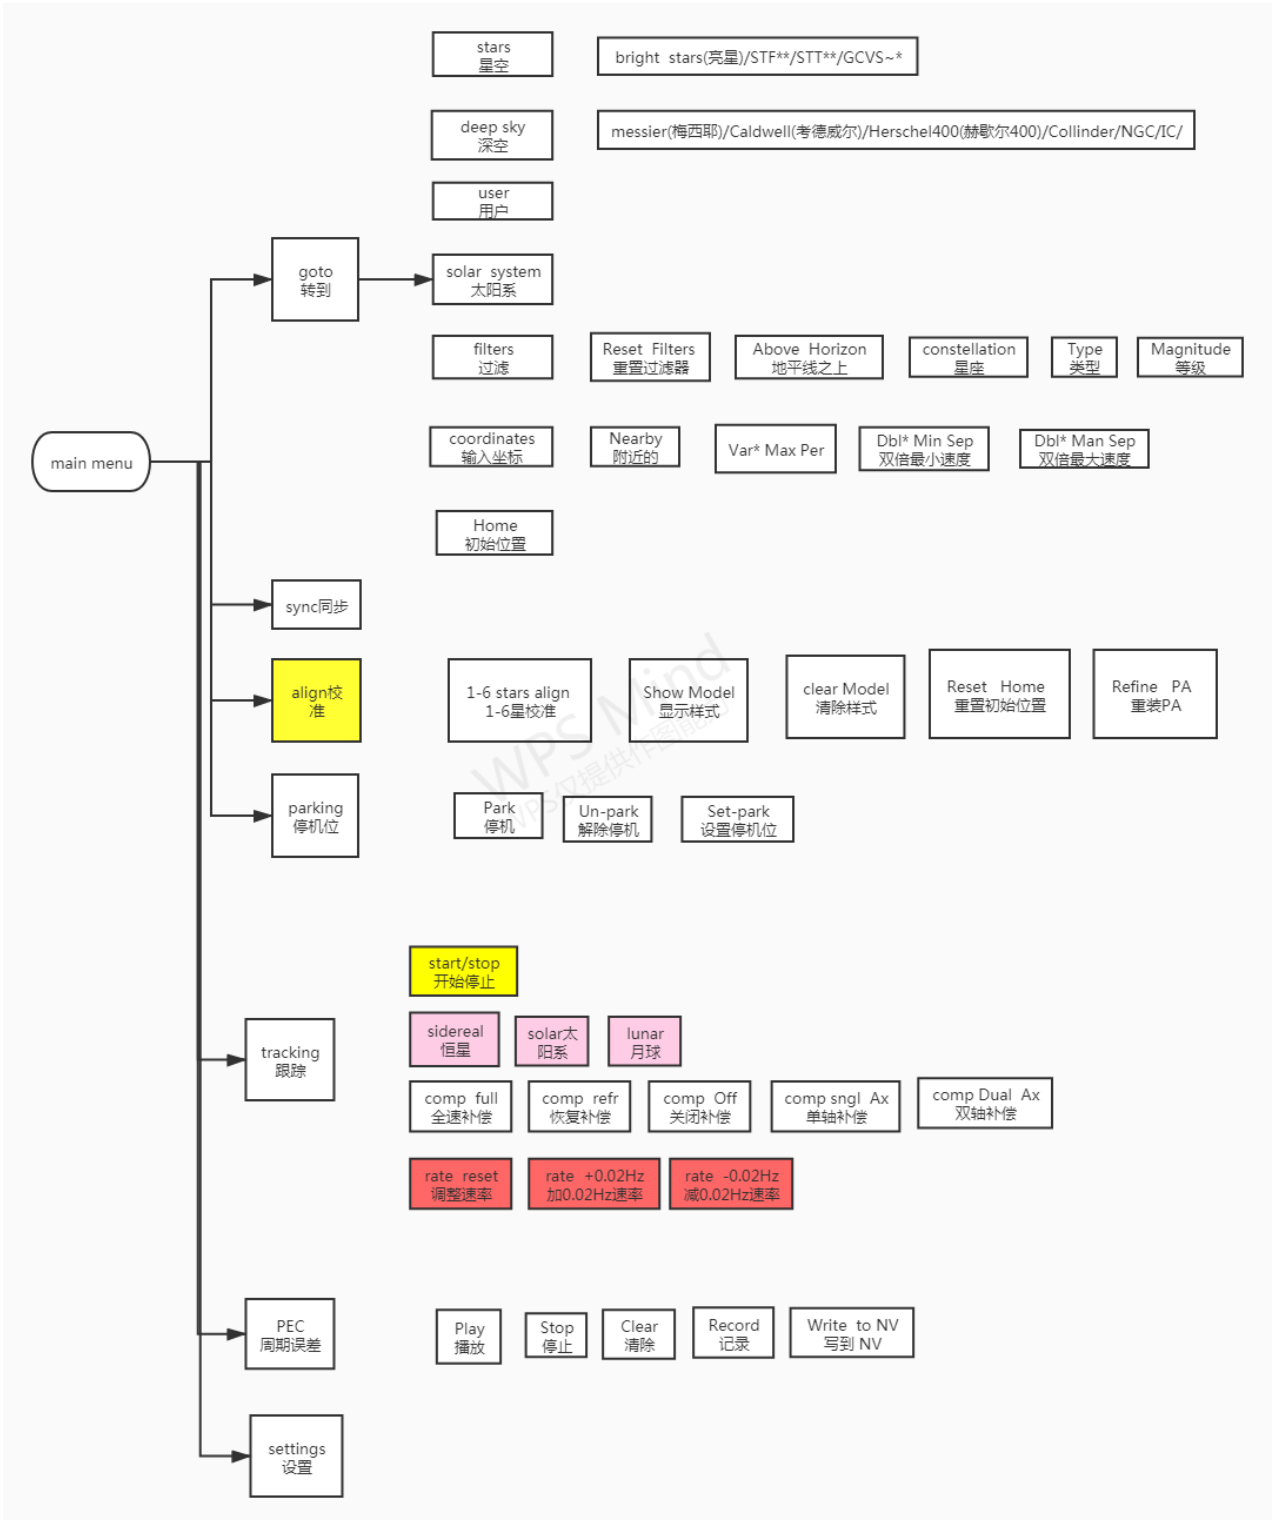 stars
星空
bright stars(亮星)/STF**/STT**/GCVS~*
deep sky
深空
messier(梅西耶)/Caldwell(考德威尔)/Herschel400(赫歇尔400)/Collinder/NGC/IC/
user
用户
goto
转到
solar system
太阳系
filters
过滤
Reset Filters
重置过滤器
Above Horizon
地平线之上
constellation
星座
Type
类型
Magnitude
等级
main menu
coordinates
输入坐标
Nearby
附近的
Var* Max Per
Dbl* Min Sep
双倍最小速度
Dbl* Man Sep
双倍最大速度
Home
初始位置
sync同步
align校
准
1-6 stars align
1-6星校准
Show Model
显示样式
clear Model
清除样式
Reset Home
重置初始位置
Refine PA
重装PA
WPS Mind
WPS仅提供作图能力
parking
停机位
Park
停机
Un-park
解除停机
Set-park
设置停机位
start/stop
开始停止
tracking
跟踪
sidereal
恒星
solar太
阳系
lunar
月球
comp full
全速补偿
comp refr
恢复补偿
comp Off
关闭补偿
comp sngl Ax
单轴补偿
comp Dual Ax
双轴补偿
rate reset
调整速率
rate +0.02Hz
加0.02Hz速率
rate -0.02Hz
减0.02Hz速率
PEC
周期误差
Play
播放
Stop
停止
Clear
清除
Record
记录
Write to NV
写到 NV
settings
设置